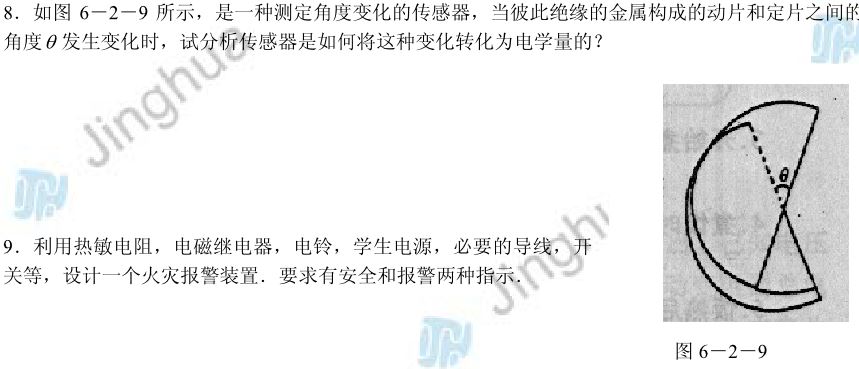 8．如图 6－2－9 所示，是一种测定角度变化的传感器，当彼此绝缘的金属构成的动片和定片之间的
角度θ发生变化时，试分析传感器是如何将这种变化转化为电学量的？
Jinghua
θ
9．利用热敏电阻，电磁继电器，电铃，学生电源，必要的导线，开
关等，设计一个火灾报警装置．要求有安全和报警两种指示．
Jinghu
图 6－2－9